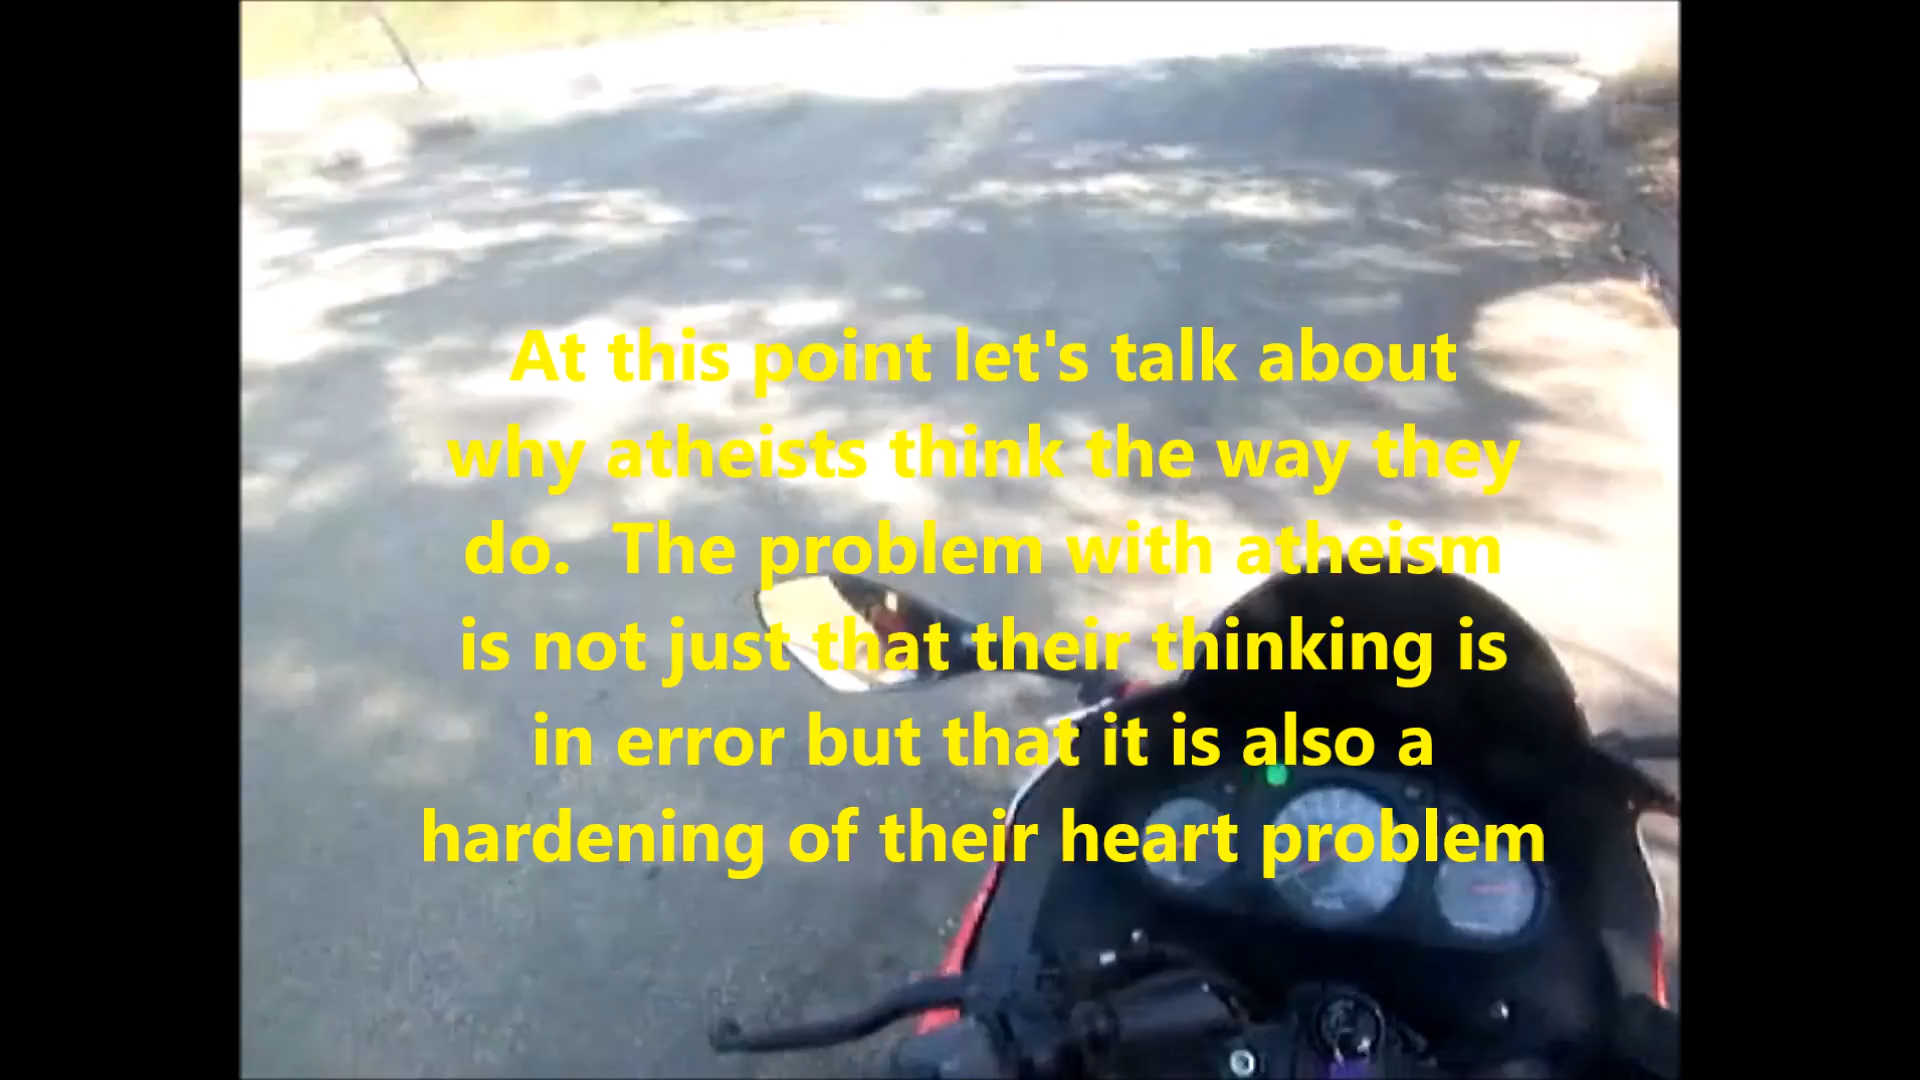 At this point let's talk about
why atheists think the way they
do.  The problem with atheism
is not just that their thinking is
in error but that it is also a
hardening of their heart problem